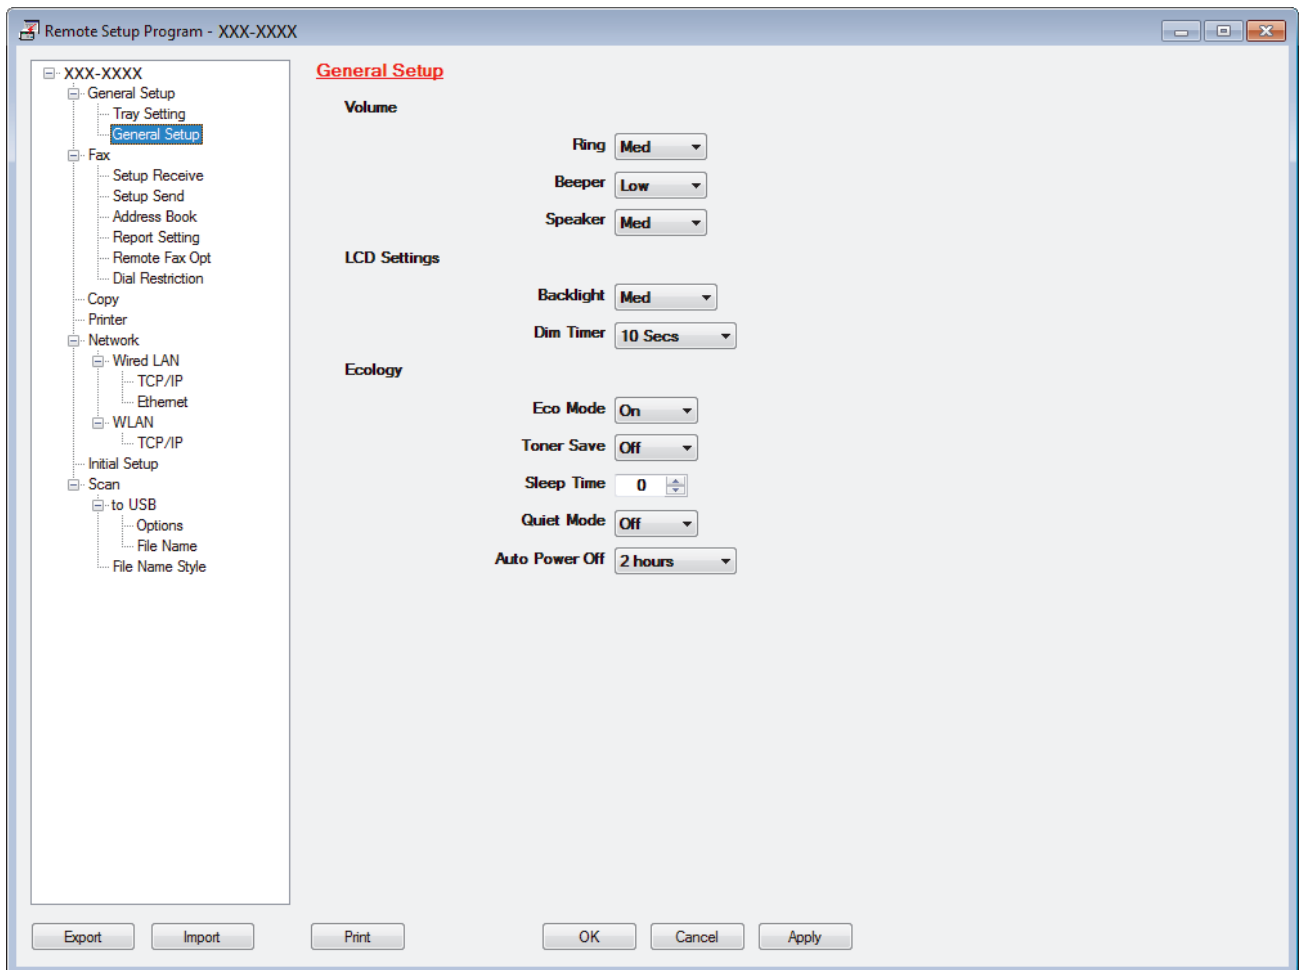 Remote Setup Program - XXX-XXXX
XXX-XXXX
General Setup
Tray Setting
General Setup
Fax
Setup Receive
Setup Send
Address Book
Report Setting
Remote Fax Opt
Dial Restriction
Copy
Printer
Network
Wired LAN
TCP/IP
Ethernet
WLAN
TCP/IP
Initial Setup
Scan
to USB
Options
File Name
File Name Style
General Setup
Volume
Ring Med
Beeper Low
Speaker Med
LCD Settings
Backlight Med
Dim Timer 10 Secs
Ecology
Eco Mode On
Toner Save Off
Sleep Time 0
Quiet Mode Off
Auto Power Off 2 hours
Export Import Print OK Cancel Apply